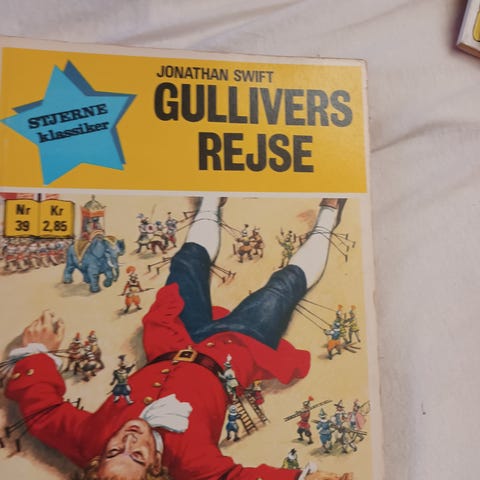 JONATHAN SWIFT
GULLIVERS
REJSE
STJERNE
klassiker
Nr
39
Kr
2,85